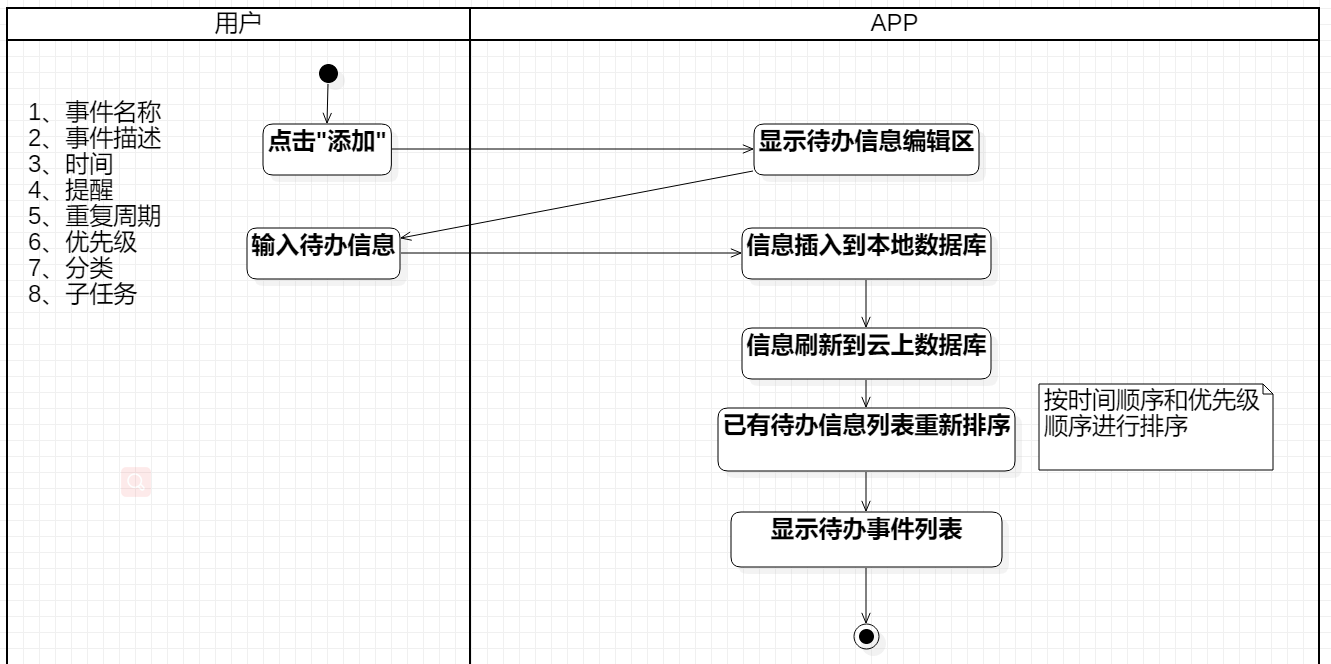 用户
APP
1、事件名称
2、事件描述
3、时间
4、提醒
5、重复周期
6、优先级
7、分类
8、子任务
点击"添加"
显示待办信息编辑区
输入待办信息
信息插入到本地数据库
信息刷新到云上数据库
已有待办信息列表重新排序
按时间顺序和优先级
顺序进行排序
显示待办事件列表